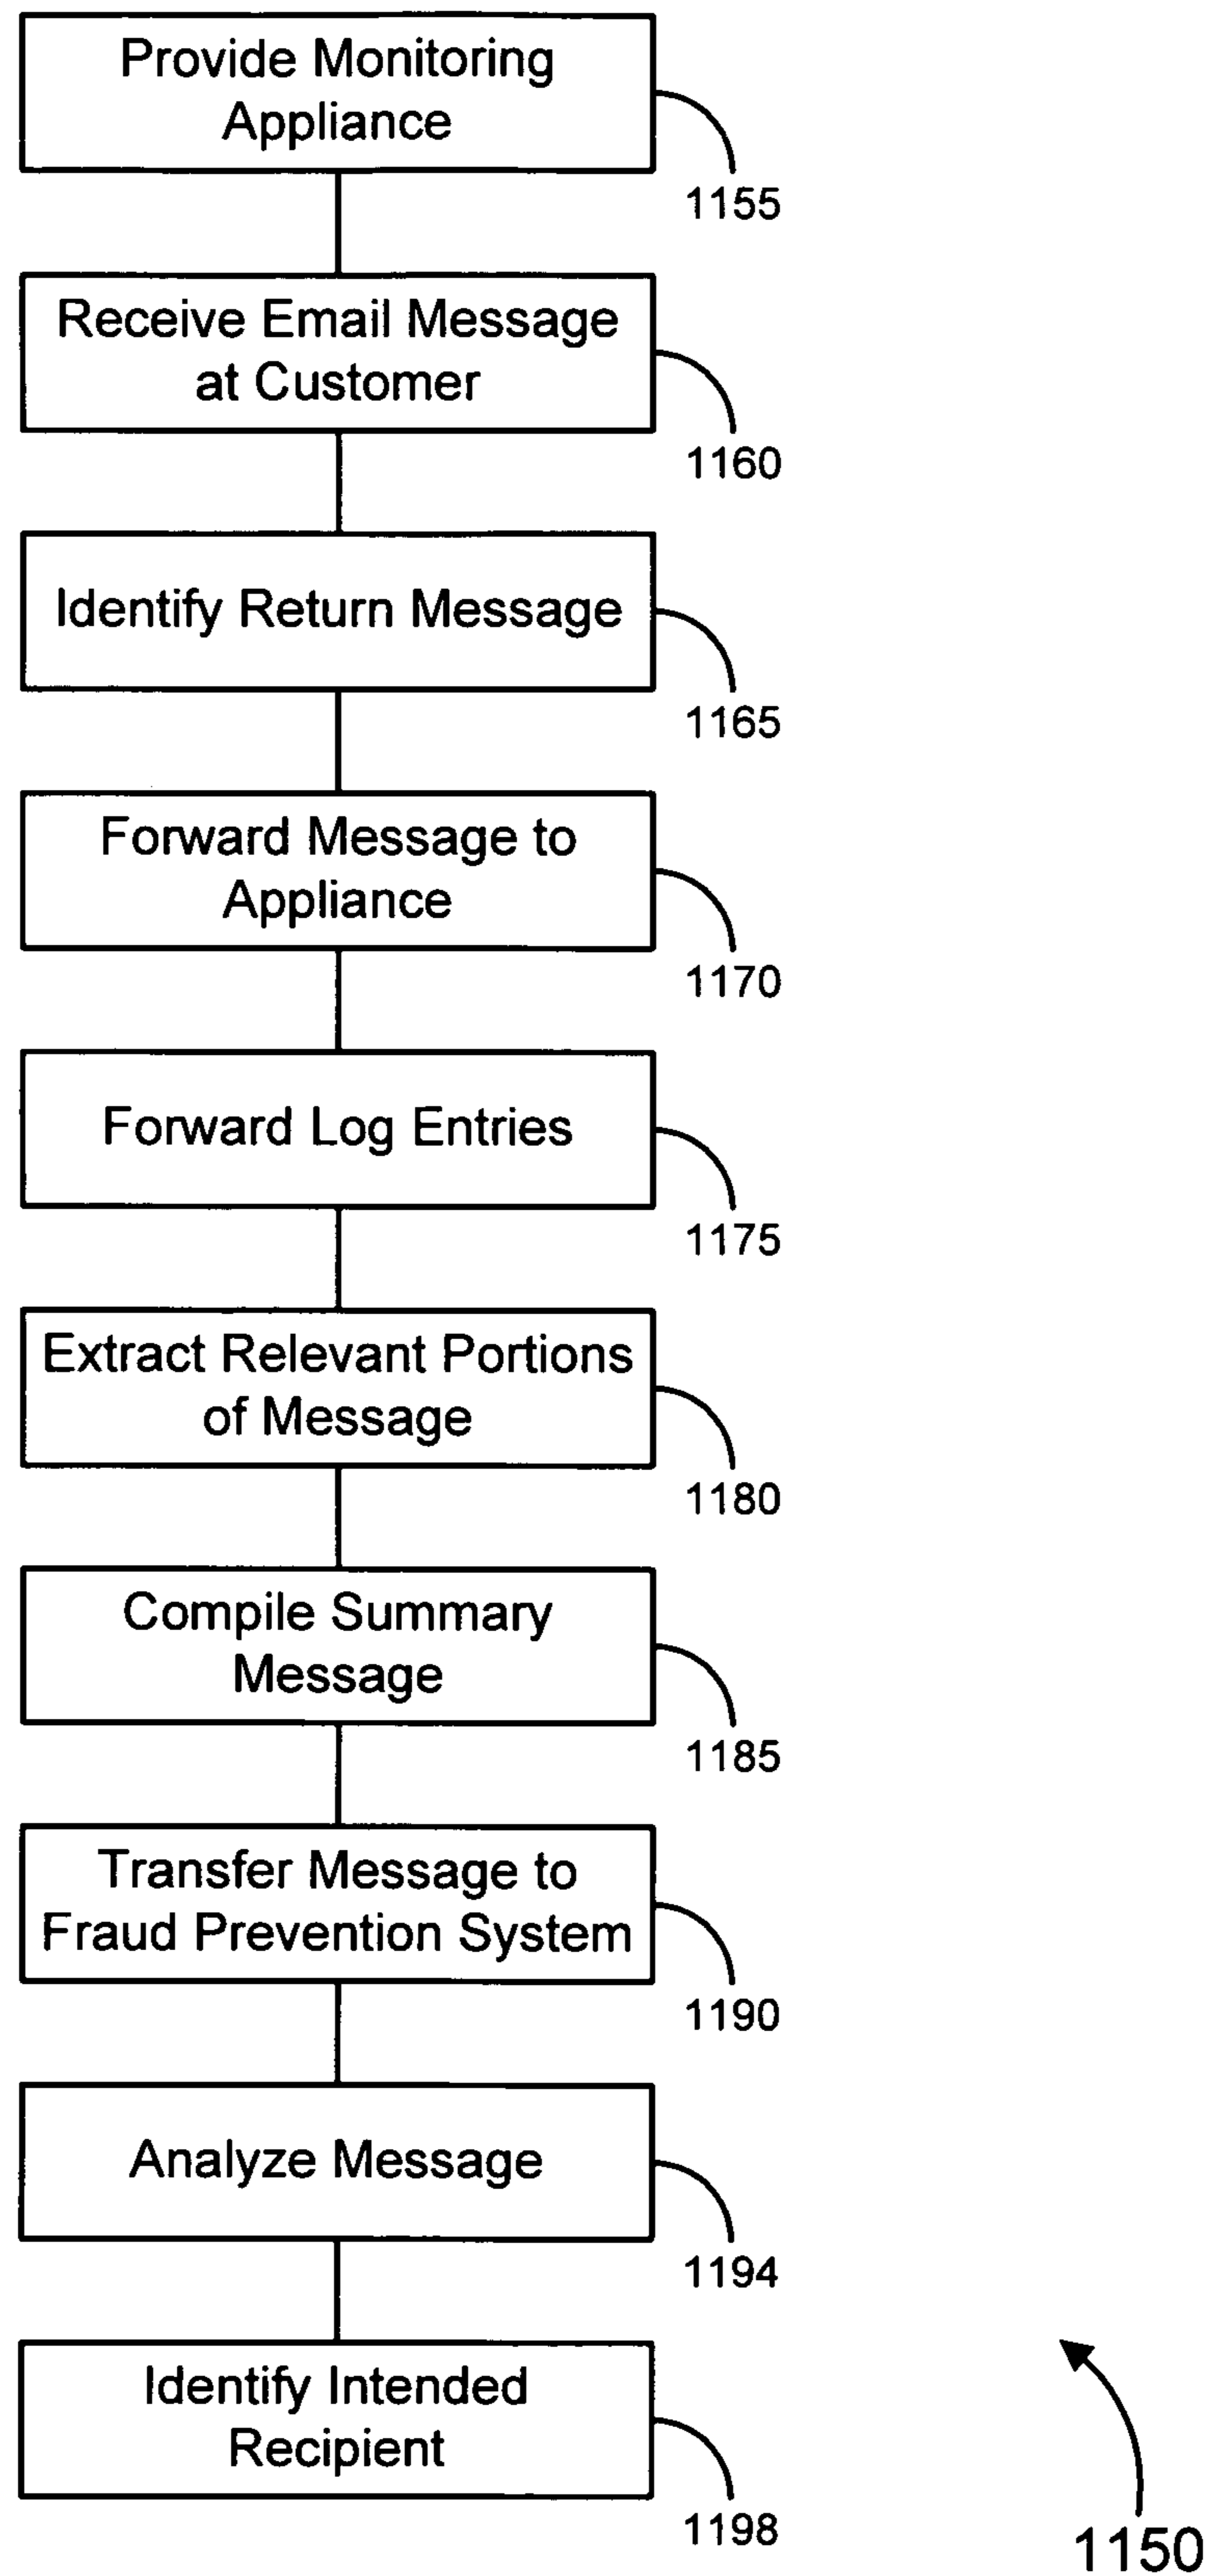 Provide Monitoring
Appliance
1155
Receive Email Message
at Customer
1160
Identify Return Message
1165
Forward Message to
Appliance
1170
Forward Log Entries
1175
Extract Relevant Portions
of Message
1180
Compile Summary
Message
1185
Transfer Message to
Fraud Prevention System
1190
Analyze Message
1194
Identify Intended
Recipient
1198
1150